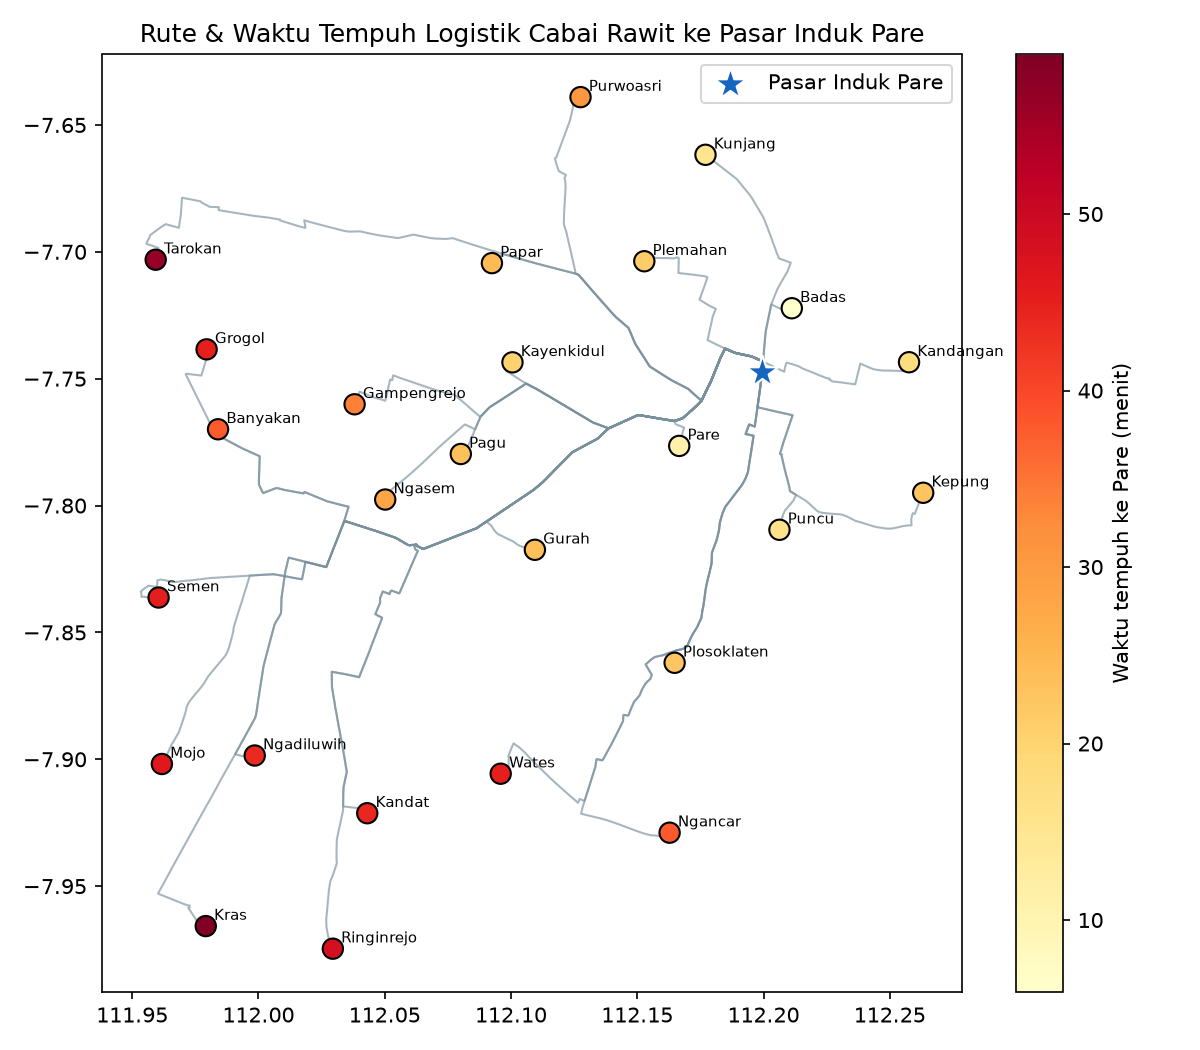 Rute & Waktu Tempuh Logistik Cabai Rawit ke Pasar Induk Pare
Pasar Induk Pare
Purwoasri
Kunjang
Tarokan
Papar
Plemahan
Badas
Grogol
Kayenkidul
Kandangan
Gampengrejo
Banyakan
Pagu
Pare
Ngasem
Kepung
Gurah
Puncu
Semen
Plosoklaten
Mojo
Ngadiluwih
Wates
Kandat
Ngancar
Kras
Ringinrejo
−7.65
−7.70
−7.75
−7.80
−7.85
−7.90
−7.95
111.95 112.00 112.05 112.10 112.15 112.20 112.25
50
40
30
20
10
Waktu tempuh ke Pare (menit)